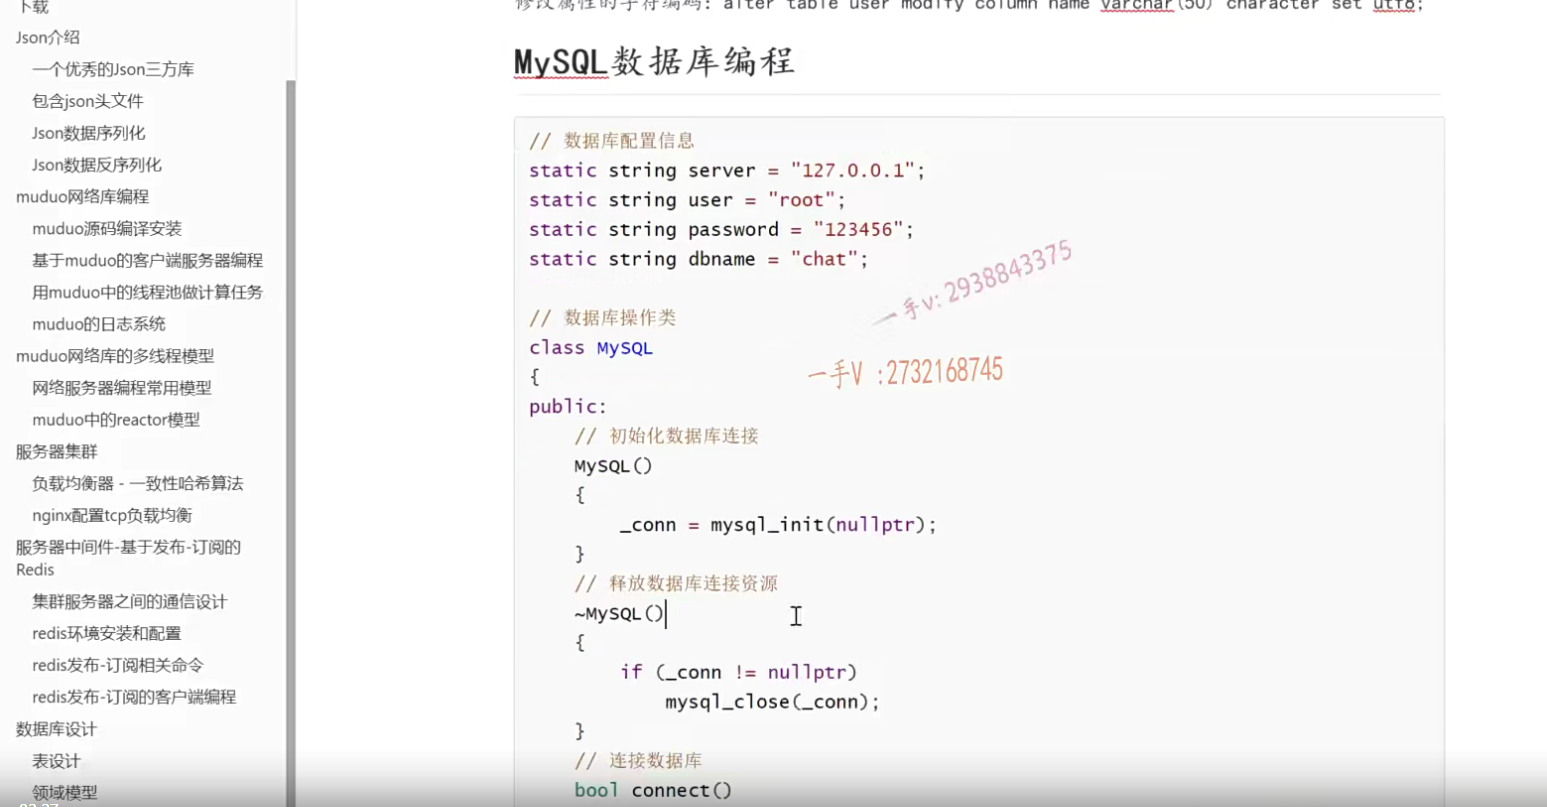 下载
Json介绍
一个优秀的Json三方库
包含json头文件
Json数据序列化
Json数据反序列化
muduo网络库编程
muduo源码编译安装
基于muduo的客户端服务器编程
用muduo中的线程池做计算任务
muduo的日志系统
muduo网络库的多线程模型
网络服务器编程常用模型
muduo中的reactor模型
服务器集群
负载均衡器 - 一致性哈希算法
nginx配置tcp负载均衡
服务器中间件-基于发布-订阅的
Redis
集群服务器之间的通信设计
redis环境安装和配置
redis发布-订阅相关命令
redis发布-订阅的客户端编程
数据库设计
表设计
领域模型
修改属性的字符编码: alter table user modify column name varchar(50) character set utf8;
MySQL数据库编程
// 数据库配置信息
static string server = "127.0.0.1";
static string user = "root";
static string password = "123456";
static string dbname = "chat";
// 数据库操作类
class MySQL
{
public:
// 初始化数据库连接
MySQL()
{
_conn = mysql_init(nullptr);
}
// 释放数据库连接资源
~MySQL()
{
if (_conn != nullptr)
mysql_close(_conn);
}
// 连接数据库
bool connect()
一手v: 2938843375
一手V :2732168745